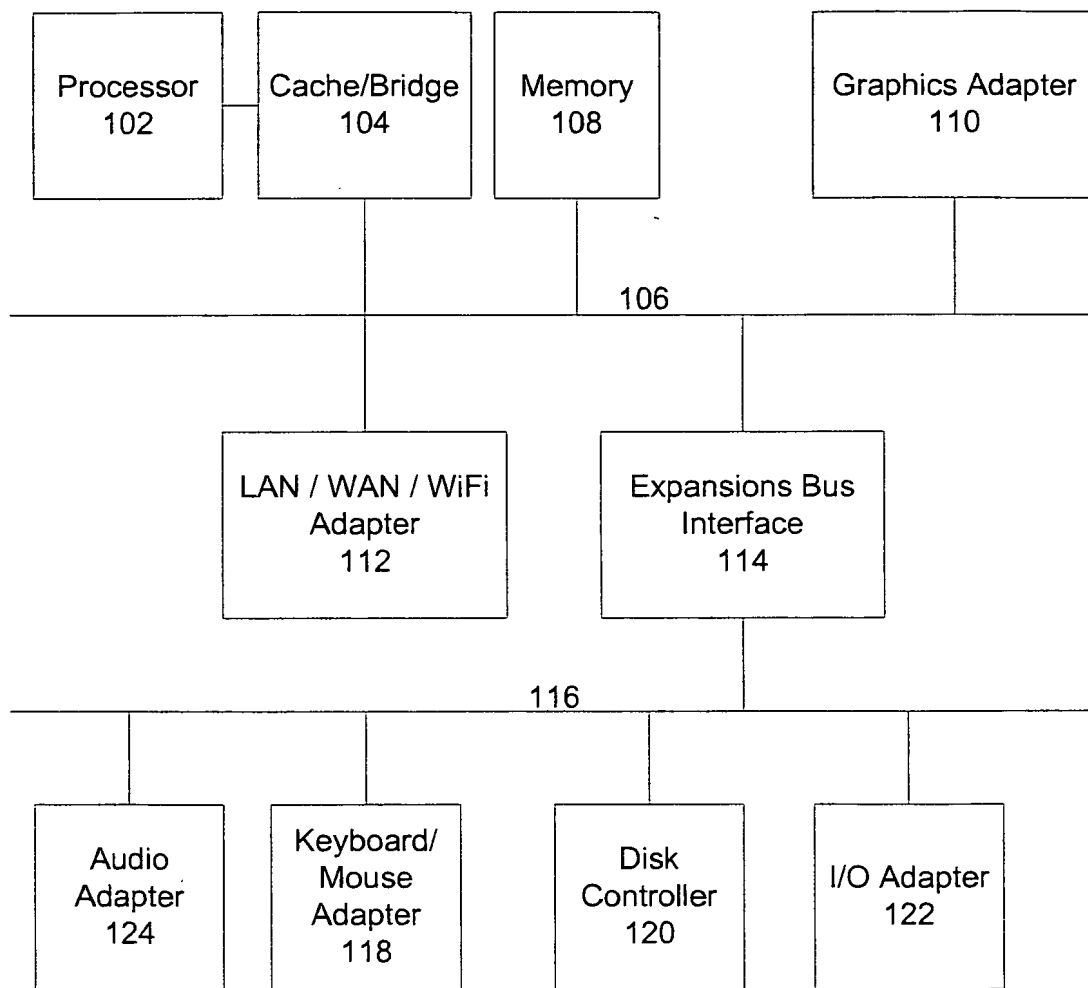 Processor
102
Cache/Bridge
104
Memory
108
Graphics Adapter
110
106
LAN / WAN / WiFi
Adapter
112
Expansions Bus
Interface
114
116
Audio
Adapter
124
Keyboard/
Mouse
Adapter
118
Disk
Controller
120
I/O Adapter
122